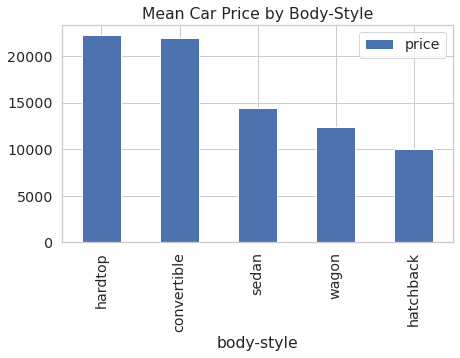 Mean Car Price by Body-Style
price
20000
15000
10000
5000
0
hardtop
convertible
sedan
wagon
hatchback
body-style